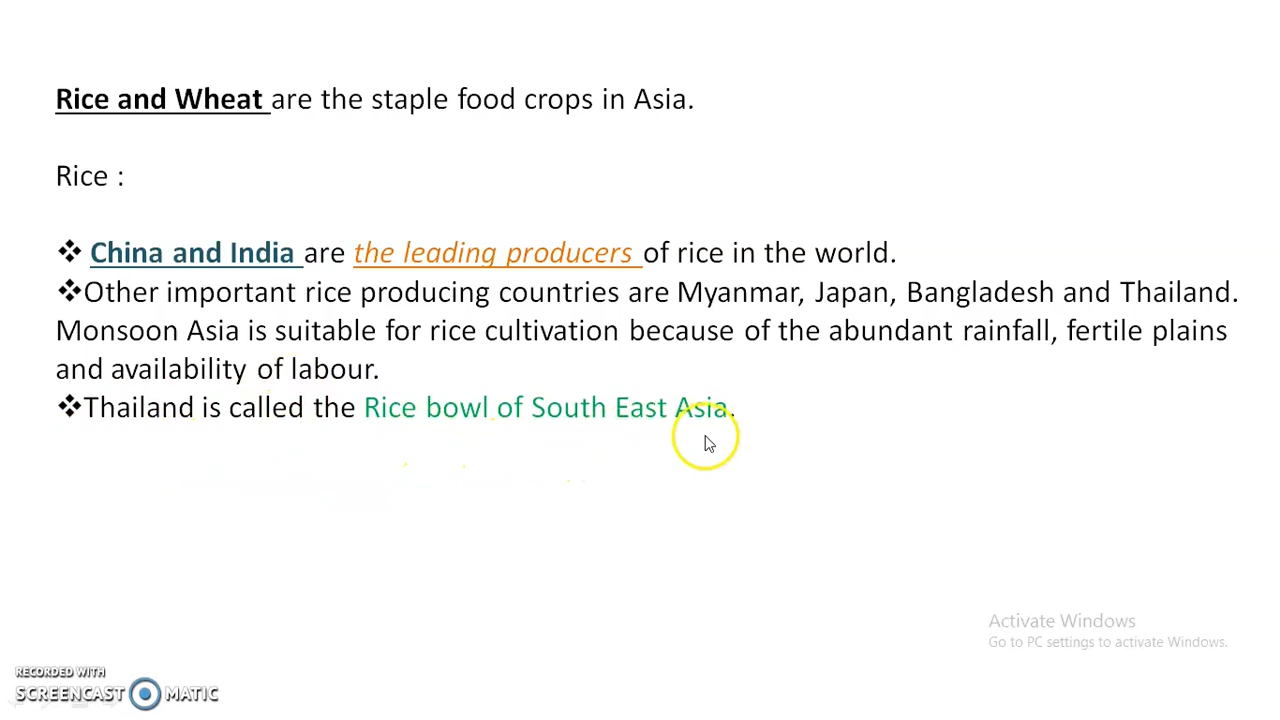 Rice and Wheat are the staple food crops in Asia.
Rice :
❖ China and India are the leading producers of rice in the world.
❖Other important rice producing countries are Myanmar, Japan, Bangladesh and Thailand.
Monsoon Asia is suitable for rice cultivation because of the abundant rainfall, fertile plains
and availability of labour.
❖Thailand is called the Rice bowl of South East Asia.
Activate Windows
Go to PC settings to activate Windows.
RECORDED WITH
SCREENCAST MATIC